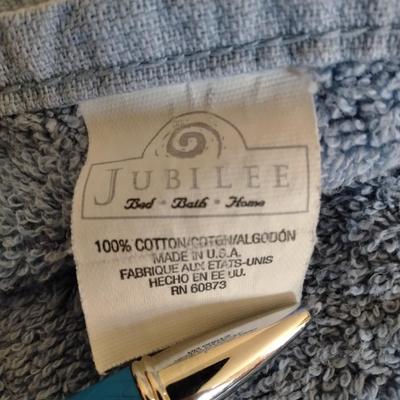 JUBILEE
Bed • Bath • Home
100% COTTON/COTON/ALGODÓN
MADE IN U.S.A.
FABRIQUE AUX ETATS-UNIS
HECHO EN EE UU.
RN 60873